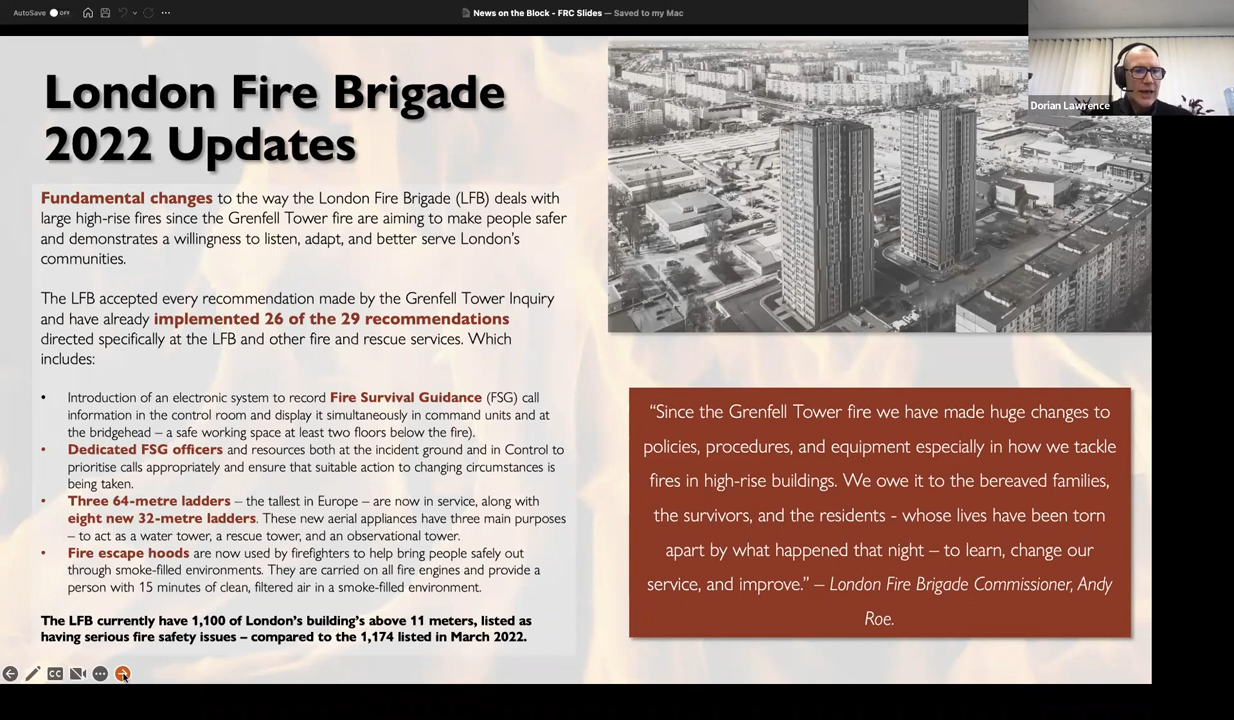 AutoSave OFF
News on the Block - FRC Slides — Saved to my Mac
Dorian Lawrence
London Fire Brigade
2022 Updates
Fundamental changes to the way the London Fire Brigade (LFB) deals with
large high-rise fires since the Grenfell Tower fire are aiming to make people safer
and demonstrates a willingness to listen, adapt, and better serve London's
communities.
The LFB accepted every recommendation made by the Grenfell Tower Inquiry
and have already implemented 26 of the 29 recommendations
directed specifically at the LFB and other fire and rescue services. Which
includes:
• Introduction of an electronic system to record Fire Survival Guidance (FSG) call
information in the control room and display it simultaneously in command units and at
the bridgehead – a safe working space at least two floors below the fire).
• Dedicated FSG officers and resources both at the incident ground and in Control to
prioritise calls appropriately and ensure that suitable action to changing circumstances is
being taken.
• Three 64-metre ladders – the tallest in Europe – are now in service, along with
eight new 32-metre ladders. These new aerial appliances have three main purposes
– to act as a water tower, a rescue tower, and an observational tower.
• Fire escape hoods are now used by firefighters to help bring people safely out
through smoke-filled environments. They are carried on all fire engines and provide a
person with 15 minutes of clean, filtered air in a smoke-filled environment.
The LFB currently have 1,100 of London's building's above 11 meters, listed as
having serious fire safety issues – compared to the 1,174 listed in March 2022.
“Since the Grenfell Tower fire we have made huge changes to
policies, procedures, and equipment especially in how we tackle
fires in high-rise buildings. We owe it to the bereaved families,
the survivors, and the residents - whose lives have been torn
apart by what happened that night – to learn, change our
service, and improve.” – London Fire Brigade Commissioner, Andy
Roe.
CC